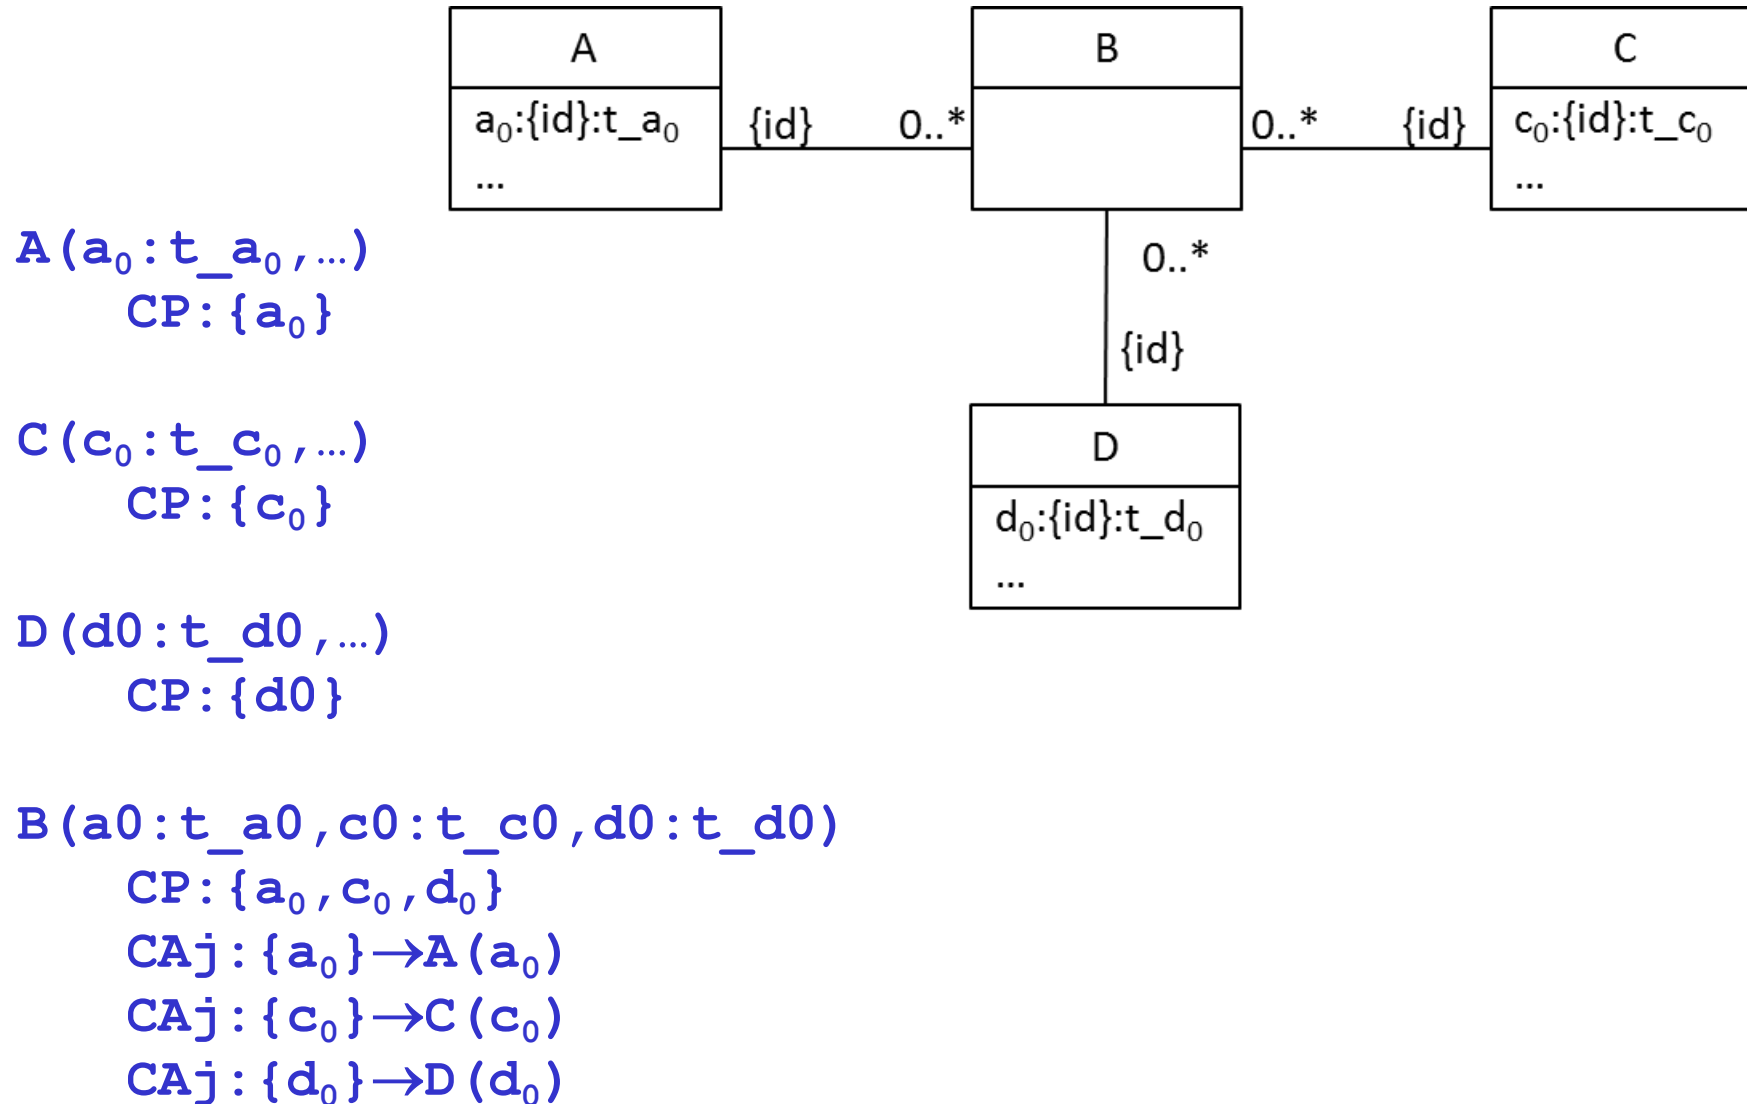 A B C
a₀:{id}:t_a₀ {id} 0..* 0..* {id} c₀:{id}:t_c₀
... ...
A(a₀:t_a₀,…)
0..*
CP:{a₀}
{id}
C(c₀:t_c₀,…)
D
CP:{c₀}
d₀:{id}:t_d₀
...
D(d0:t_d0,…)
CP:{d0}
B(a0:t_a0,c0:t_c0,d0:t_d0)
CP:{a₀,c₀,d₀}
CAj:{a₀}→A(a₀)
CAj:{c₀}→C(c₀)
CAj:{d₀}→D(d₀)